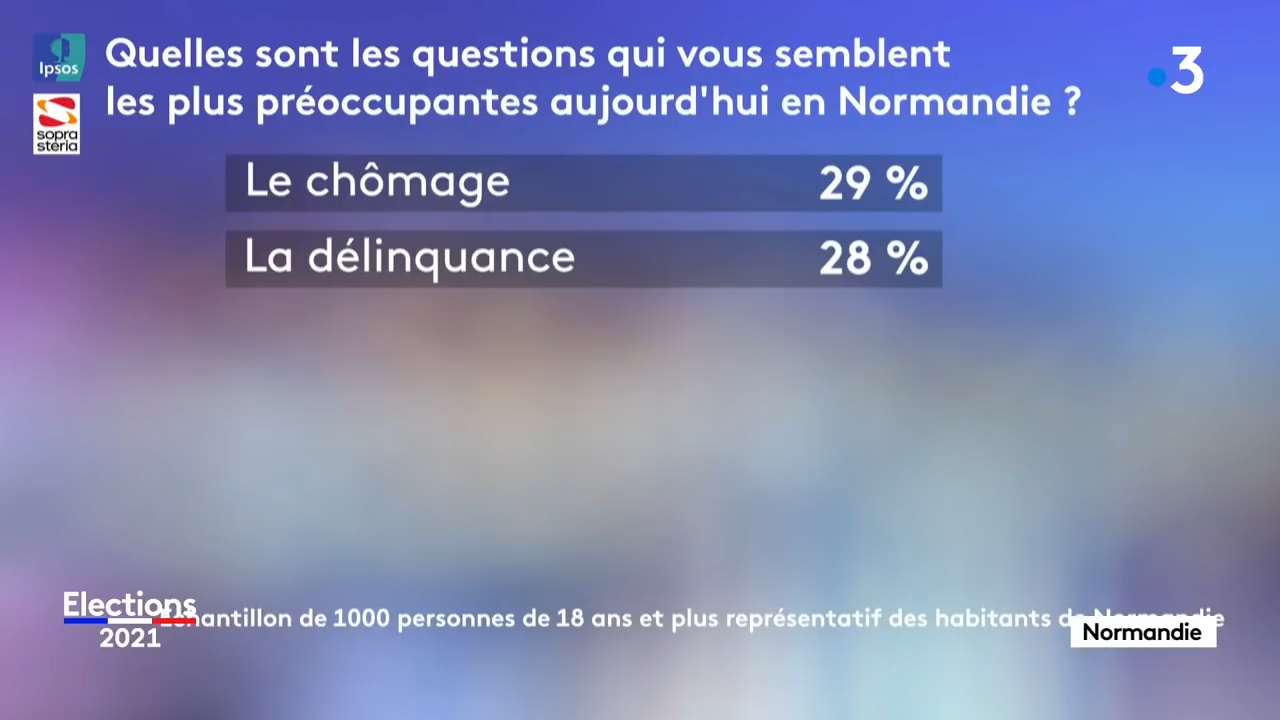 Ipsos
sopra
steria
Quelles sont les questions qui vous semblent
les plus préoccupantes aujourd'hui en Normandie ?
3
Le chômage 29 %
La délinquance 28 %
Elections
2021
Echantillon de 1000 personnes de 18 ans et plus représentatif des habitants de Normandie
Normandie